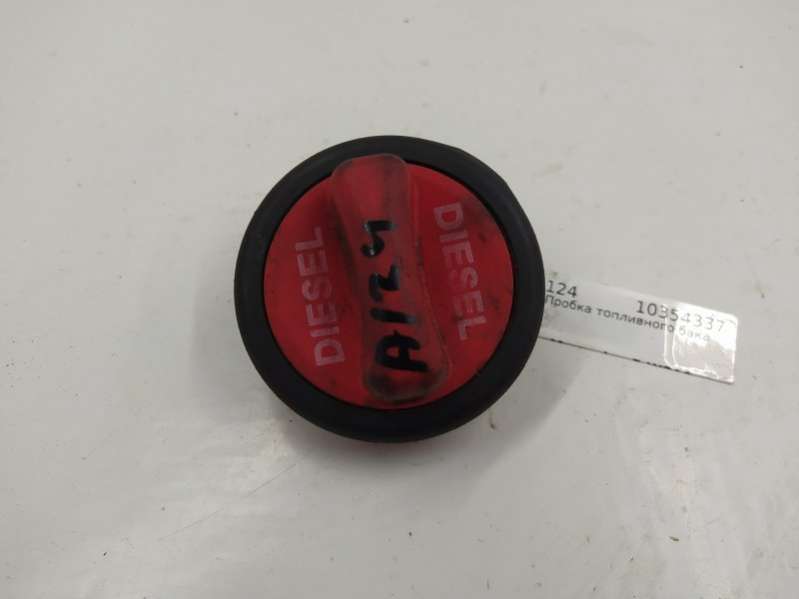 DIESEL
A124
DIESEL
124 10354337
Пробка топливного бака